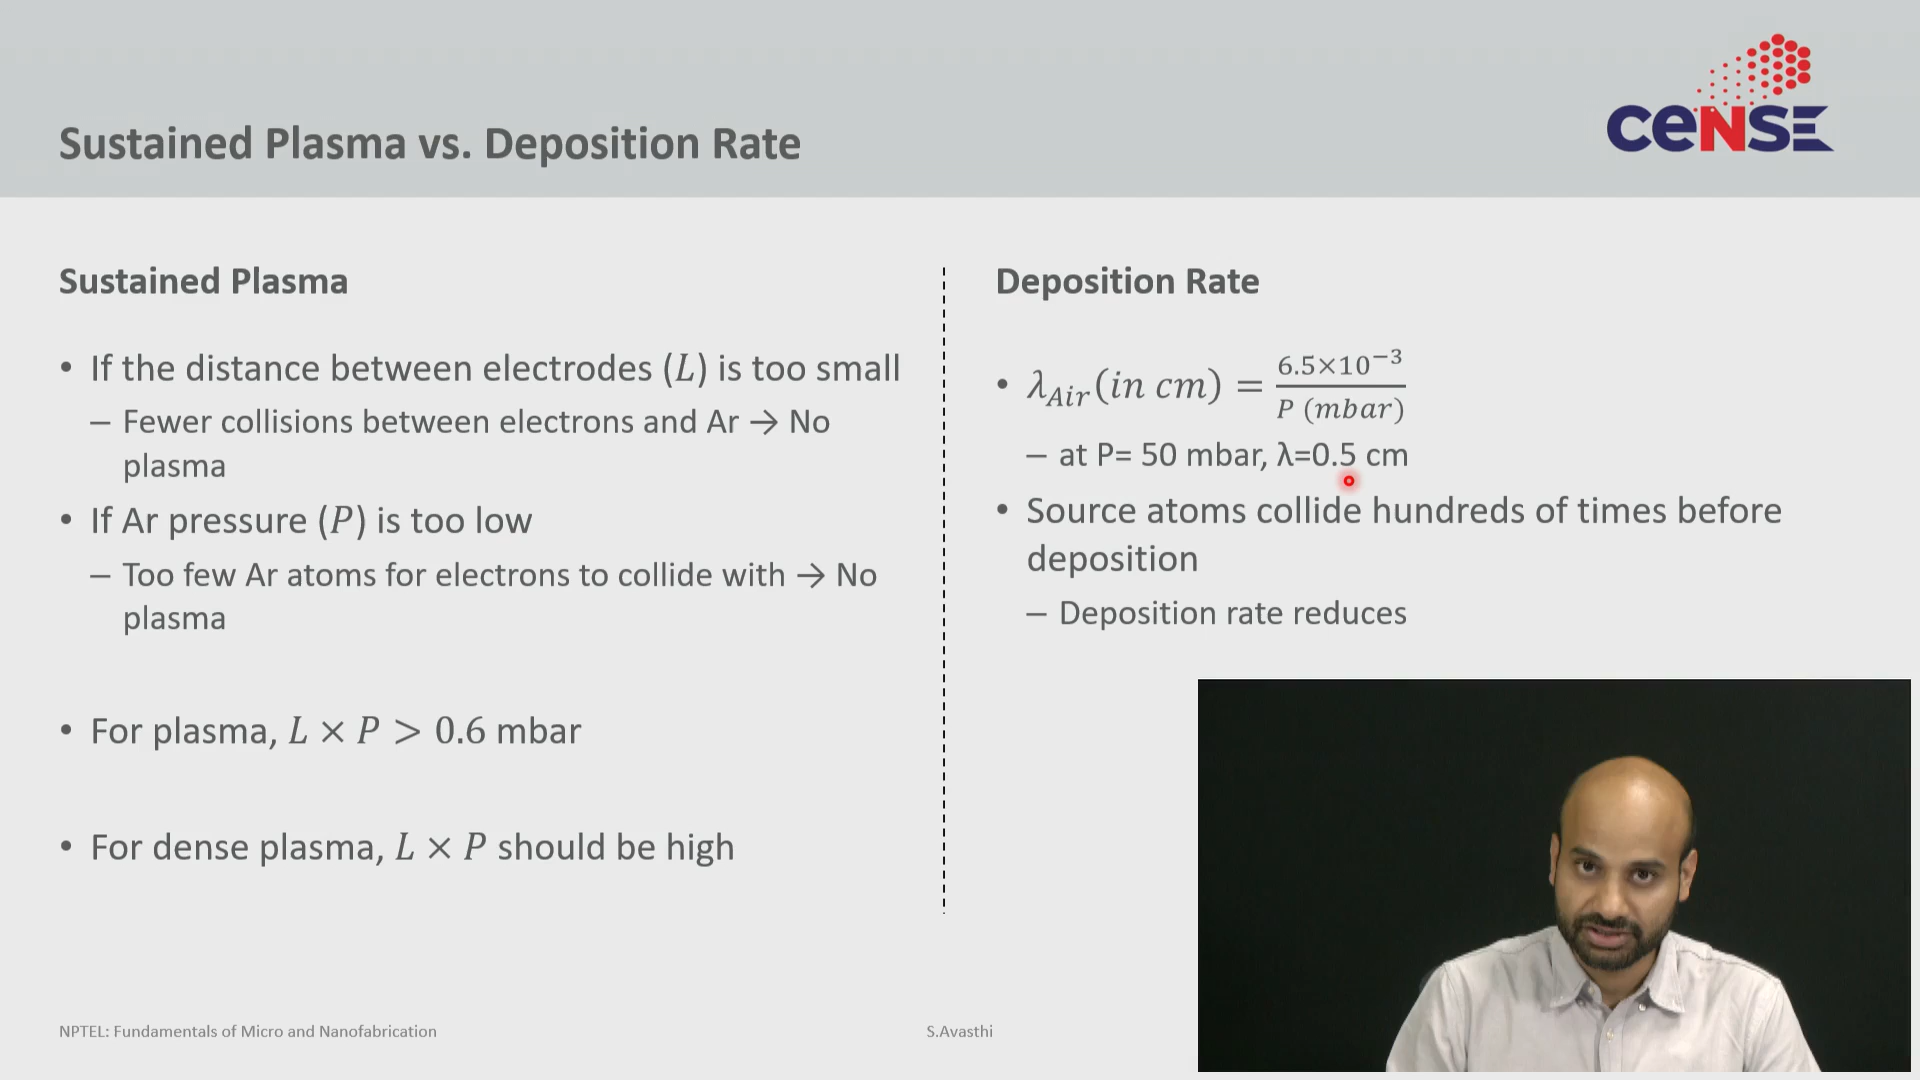 Sustained Plasma vs. Deposition Rate
ceNSE
Sustained Plasma
• If the distance between electrodes (L) is too small
– Fewer collisions between electrons and Ar → No
plasma
• If Ar pressure (P) is too low
– Too few Ar atoms for electrons to collide with → No
plasma
• For plasma, L × P > 0.6 mbar
• For dense plasma, L × P should be high
Deposition Rate
• λ_Air (in cm) = 6.5×10⁻³ / P (mbar)
– at P= 50 mbar, λ=0.5 cm
• Source atoms collide hundreds of times before
deposition
– Deposition rate reduces
NPTEL: Fundamentals of Micro and Nanofabrication
S.Avasthi